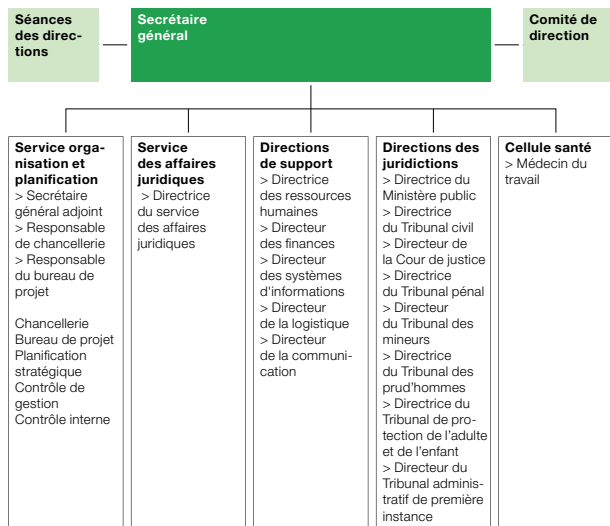 Séances
des direc-
tions
Secrétaire
général
Comité de
direction
Service orga-
nisation et
planification
> Secrétaire
général adjoint
> Responsable
de chancellerie
> Responsable
du bureau de
projet
Chancellerie
Bureau de projet
Planification
stratégique
Contrôle de
gestion
Contrôle interne
Service
des affaires
juridiques
> Directrice
du service
des affaires
juridiques
Directions
de support
> Directrice
des ressources
humaines
> Directeur
des finances
> Directeur
des systèmes
d'informations
> Directeur
de la logistique
> Directeur
de la communi-
cation
Directions des
juridictions
> Directrice du
Ministère public
> Directrice
du Tribunal civil
> Directeur de
la Cour de justice
> Directrice
du Tribunal pénal
> Directeur
du Tribunal des
mineurs
> Directrice
du Tribunal des
prud'hommes
> Directrice du
Tribunal de pro-
tection de l'adulte
et de l'enfant
> Directeur du
Tribunal adminis-
tratif de première
instance
Cellule santé
> Médecin du
travail